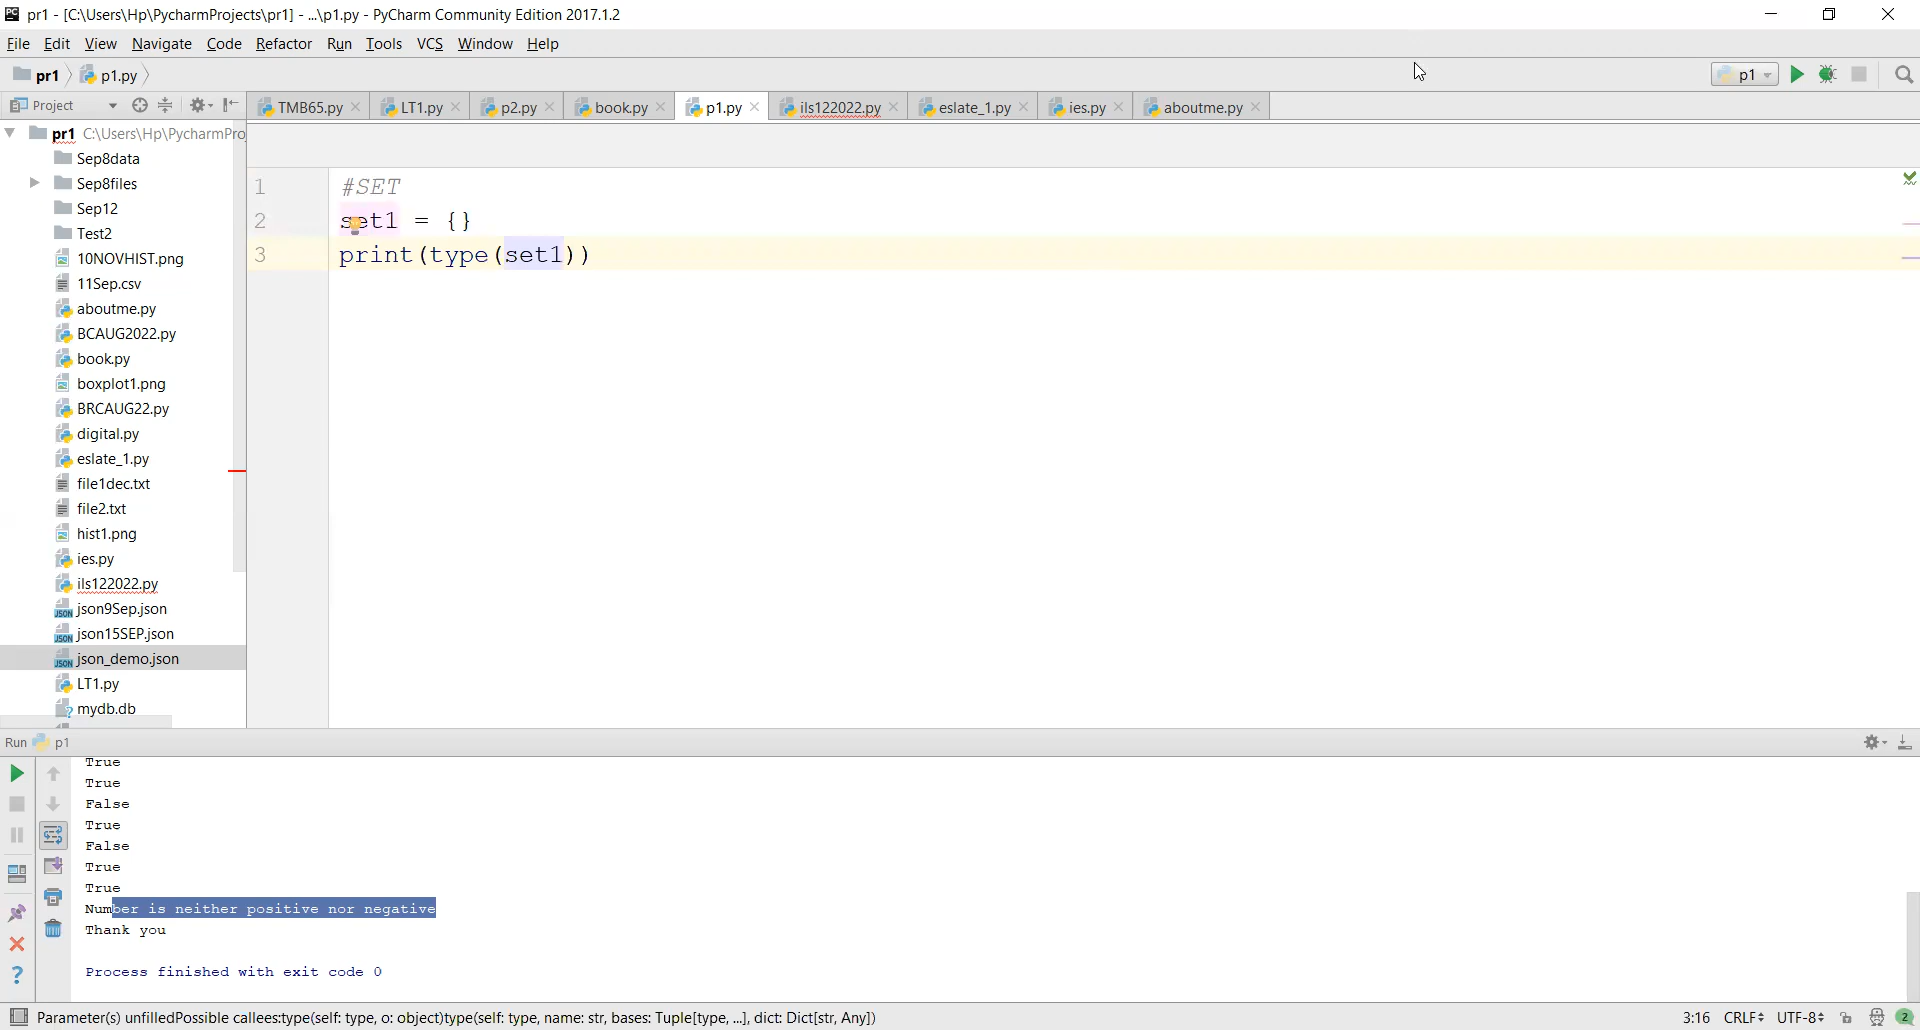 pr1 - [C:\Users\Hp\PycharmProjects\pr1] - ...\p1.py - PyCharm Community Edition 2017.1.2
File Edit View Navigate Code Refactor Run Tools VCS Window Help
pr1 p1.py p1
Project TMB65.py LT1.py p2.py book.py p1.py ils122022.py eslate_1.py ies.py aboutme.py
pr1 C:\Users\Hp\PycharmPro
Sep8data
Sep8files
Sep12
Test2
10NOVHIST.png
11Sep.csv
aboutme.py
BCAUG2022.py
book.py
boxplot1.png
BRCAUG22.py
digital.py
eslate_1.py
file1dec.txt
file2.txt
hist1.png
ies.py
ils122022.py
json9Sep.json
json15SEP.json
json_demo.json
LT1.py
mydb.db
1 #SET
2 set1 = {}
3 print(type(set1))
Run p1
True
True
False
True
False
True
True
Number is neither positive nor negative
Thank you
Process finished with exit code 0
Parameter(s) unfilledPossible callees:type(self: type, o: object)type(self: type, name: str, bases: Tuple[type, ...], dict: Dict[str, Any]) 3:16 CRLF UTF-8 2